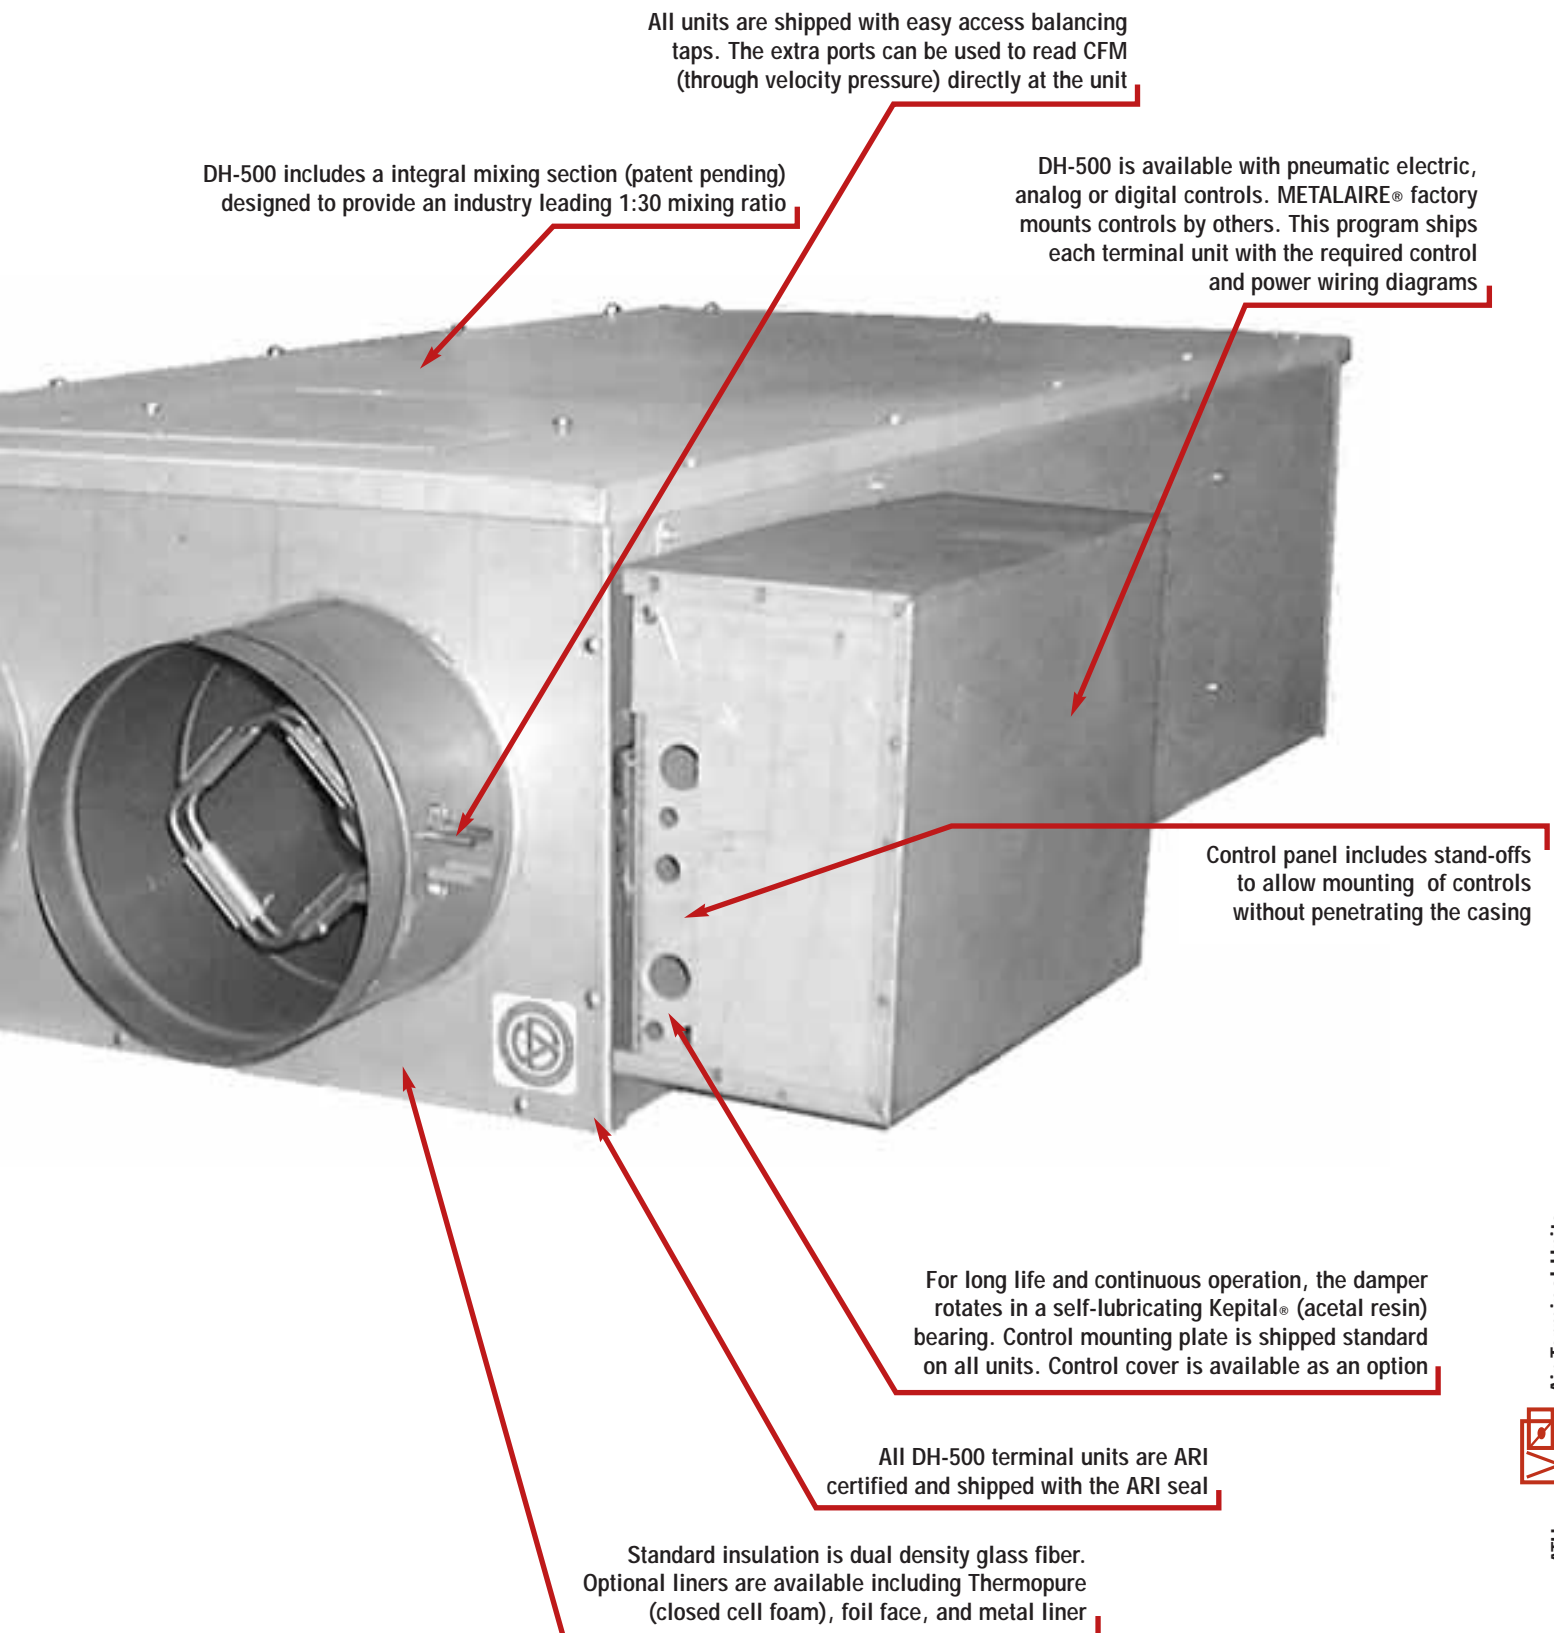 All units are shipped with easy access balancing
taps. The extra ports can be used to read CFM
(through velocity pressure) directly at the unit
DH-500 includes a integral mixing section (patent pending)
designed to provide an industry leading 1:30 mixing ratio
DH-500 is available with pneumatic electric,
analog or digital controls. METALAIRE® factory
mounts controls by others. This program ships
each terminal unit with the required control
and power wiring diagrams
Control panel includes stand-offs
to allow mounting of controls
without penetrating the casing
For long life and continuous operation, the damper
rotates in a self-lubricating Kepital® (acetal resin)
bearing. Control mounting plate is shipped standard
on all units. Control cover is available as an option
All DH-500 terminal units are ARI
certified and shipped with the ARI seal
Standard insulation is dual density glass fiber.
Optional liners are available including Thermopure
(closed cell foam), foil face, and metal liner